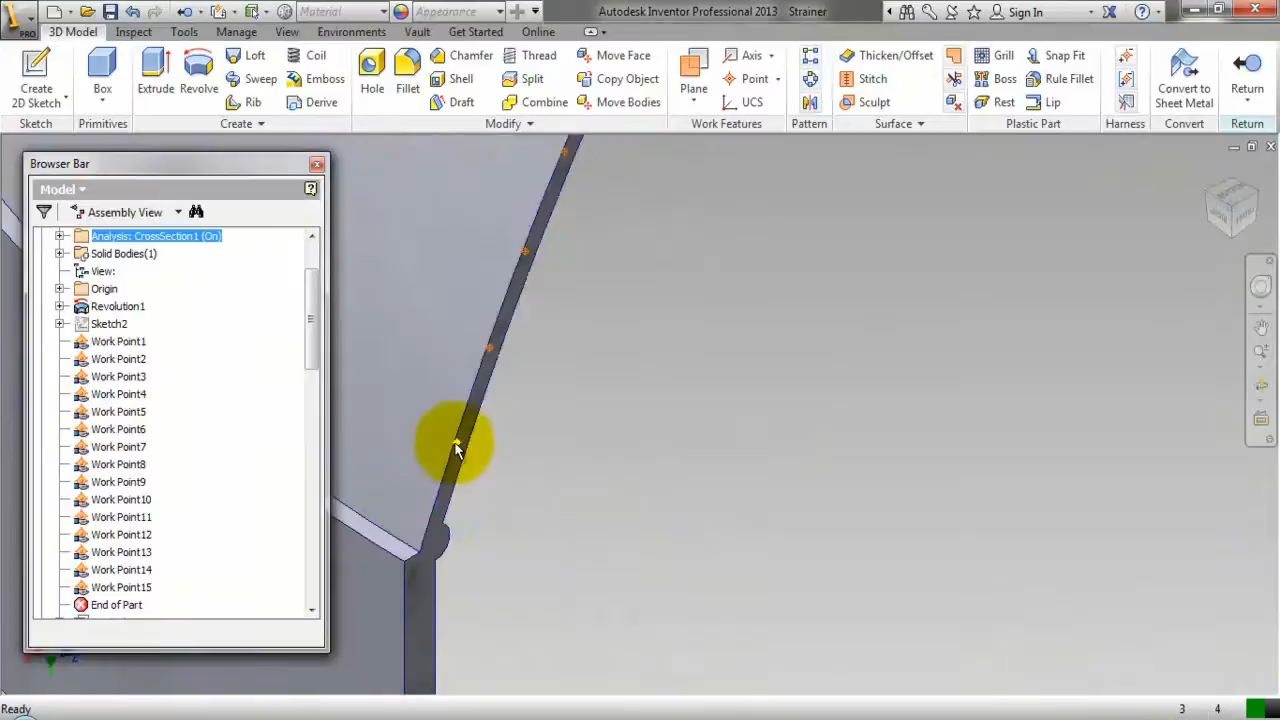 Material
Appearance
Autodesk Inventor Professional 2013 Strainer
Sign In
PRO
3D Model Inspect Tools Manage View Environments Vault Get Started Online
Create 2D Sketch
Box
Extrude
Revolve
Loft
Sweep
Rib
Coil
Emboss
Derive
Hole
Fillet
Chamfer
Shell
Draft
Thread
Split
Combine
Move Face
Copy Object
Move Bodies
Plane
Axis
Point
UCS
Thicken/Offset
Stitch
Sculpt
Grill
Boss
Rest
Snap Fit
Rule Fillet
Lip
Convert to Sheet Metal
Return
Sketch Primitives Create Modify Work Features Pattern Surface Plastic Part Harness Convert Return
Browser Bar
Model
Assembly View
Analysis: CrossSection1 (On)
Solid Bodies(1)
View:
Origin
Revolution1
Sketch2
Work Point1
Work Point2
Work Point3
Work Point4
Work Point5
Work Point6
Work Point7
Work Point8
Work Point9
Work Point10
Work Point11
Work Point12
Work Point13
Work Point14
Work Point15
End of Part
Ready
3 4